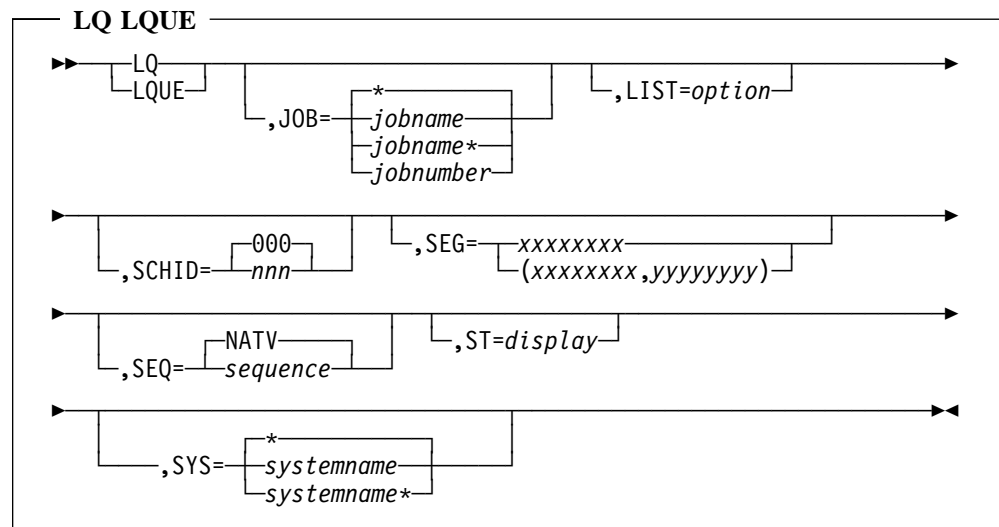 LQ LQUE
LQ
LQUE
,JOB=
*
jobname
jobname*
jobnumber
,LIST=option
,SCHID=
000
nnn
,SEG=
xxxxxxxx
(xxxxxxxx,yyyyyyyy)
,SEQ=
NATV
sequence
,ST=display
,SYS=
*
systemname
systemname*